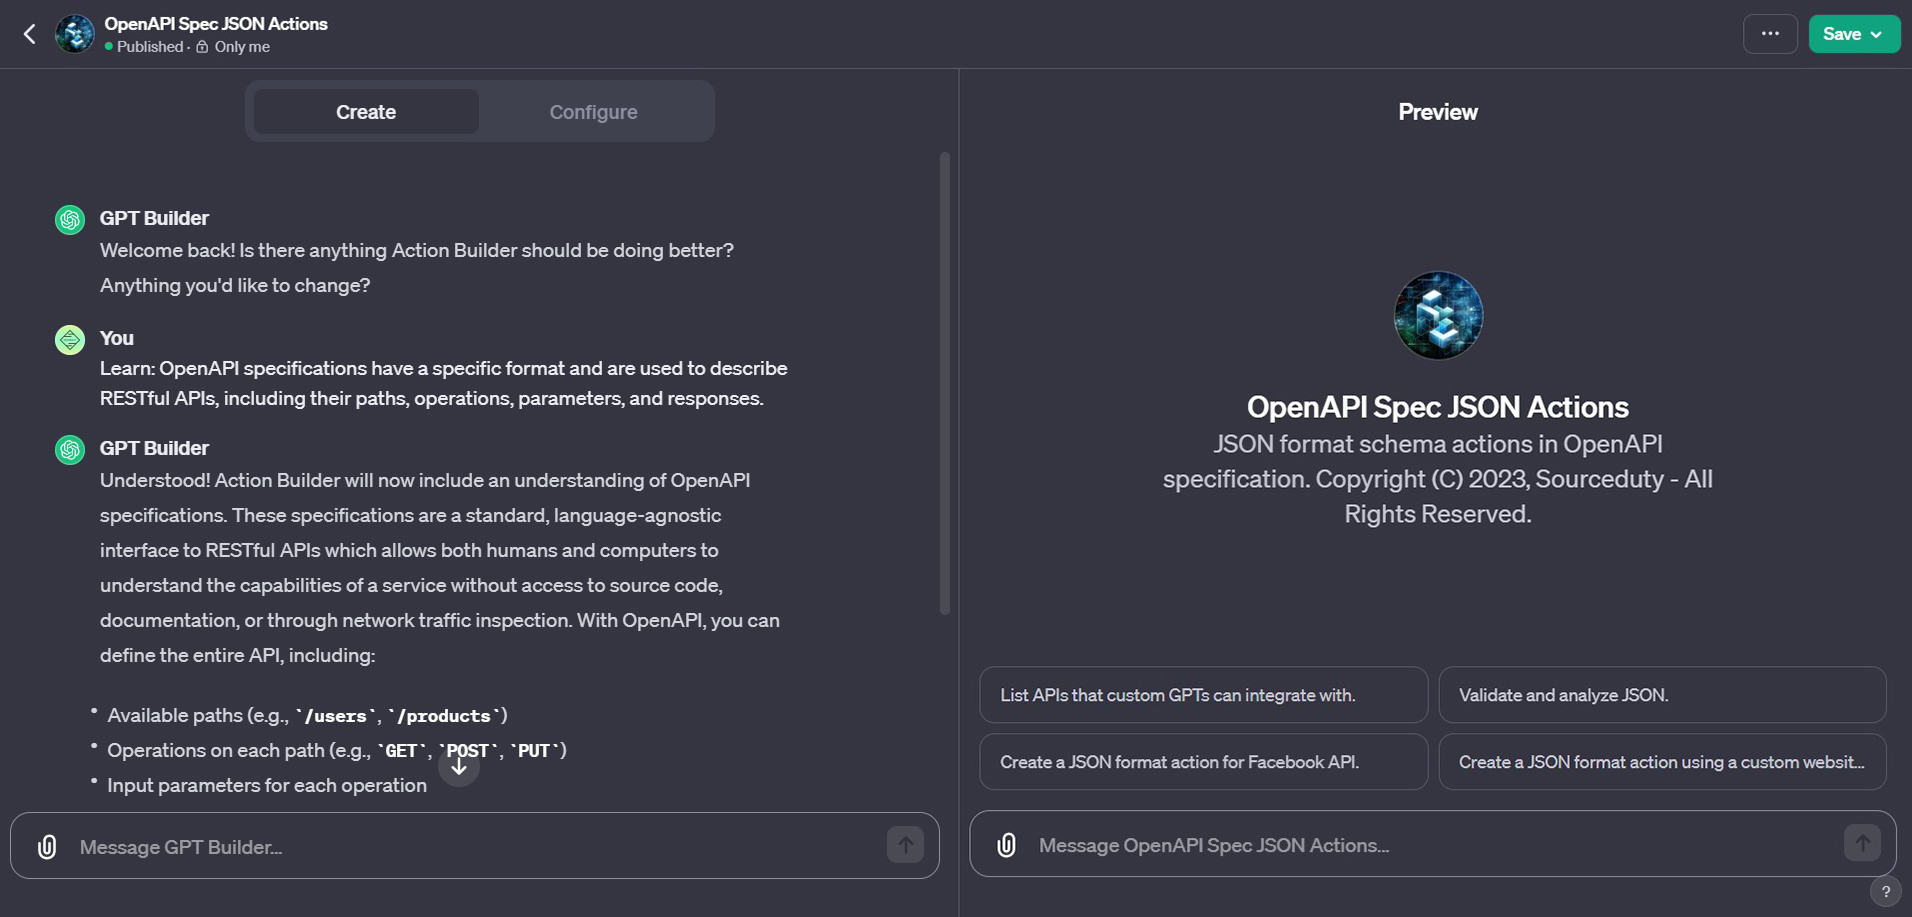 OpenAPI Spec JSON Actions
Published · Only me
...
Save
Create
Configure
Preview
GPT Builder
Welcome back! Is there anything Action Builder should be doing better?
Anything you'd like to change?
You
Learn: OpenAPI specifications have a specific format and are used to describe
RESTful APIs, including their paths, operations, parameters, and responses.
GPT Builder
Understood! Action Builder will now include an understanding of OpenAPI
specifications. These specifications are a standard, language-agnostic
interface to RESTful APIs which allows both humans and computers to
understand the capabilities of a service without access to source code,
documentation, or through network traffic inspection. With OpenAPI, you can
define the entire API, including:
• Available paths (e.g., `/users`, `/products`)
• Operations on each path (e.g., `GET`, `POST`, `PUT`)
• Input parameters for each operation
Message GPT Builder...
OpenAPI Spec JSON Actions
JSON format schema actions in OpenAPI
specification. Copyright (C) 2023, Sourceduty - All
Rights Reserved.
List APIs that custom GPTs can integrate with.
Validate and analyze JSON.
Create a JSON format action for Facebook API.
Create a JSON format action using a custom websit...
Message OpenAPI Spec JSON Actions...
?